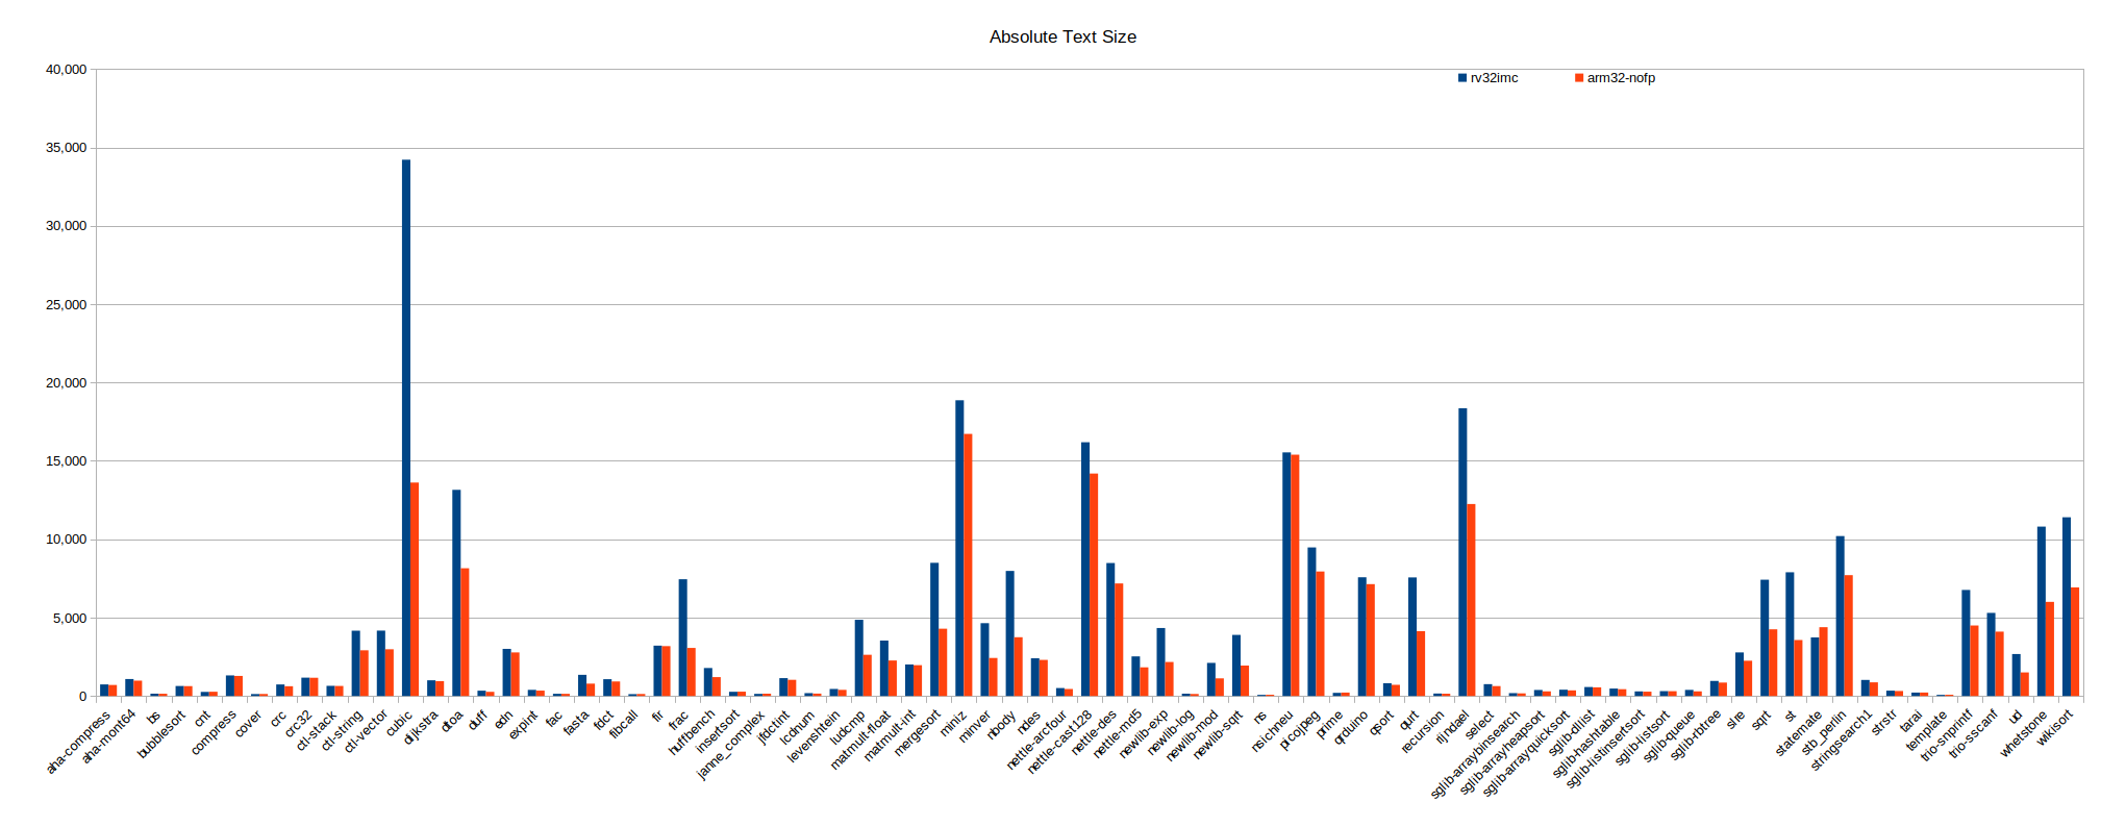 Absolute Text Size
rv32imc
arm32-nofp
40,000
35,000
30,000
25,000
20,000
15,000
10,000
5,000
0
aha-compress
aha-mont64
bs
bubblesort
cnt
compress
cover
crc
crc32
ctl-stack
ctl-string
ctl-vector
cubic
dijkstra
dtoa
duff
edn
expint
fac
fasta
fdct
fibcall
fir
frac
huffbench
insertsort
janne_complex
jfdctint
lcdnum
levenshtein
ludcmp
matmult-float
matmult-int
mergesort
miniz
minver
nbody
ndes
nettle-arcfour
nettle-cast128
nettle-des
nettle-md5
newlib-exp
newlib-log
newlib-mod
newlib-sqrt
ns
nsichneu
picojpeg
prime
qrduino
qsort
qurt
recursion
rijndael
select
sglib-arraybinsearch
sglib-arrayheapsort
sglib-arrayquicksort
sglib-dllist
sglib-hashtable
sglib-listinsertsort
sglib-listsort
sglib-queue
sglib-rbtree
slre
sqrt
st
statemate
stb_perlin
stringsearch1
strstr
tarai
template
trio-snprintf
trio-sscanf
ud
whetstone
wikisort